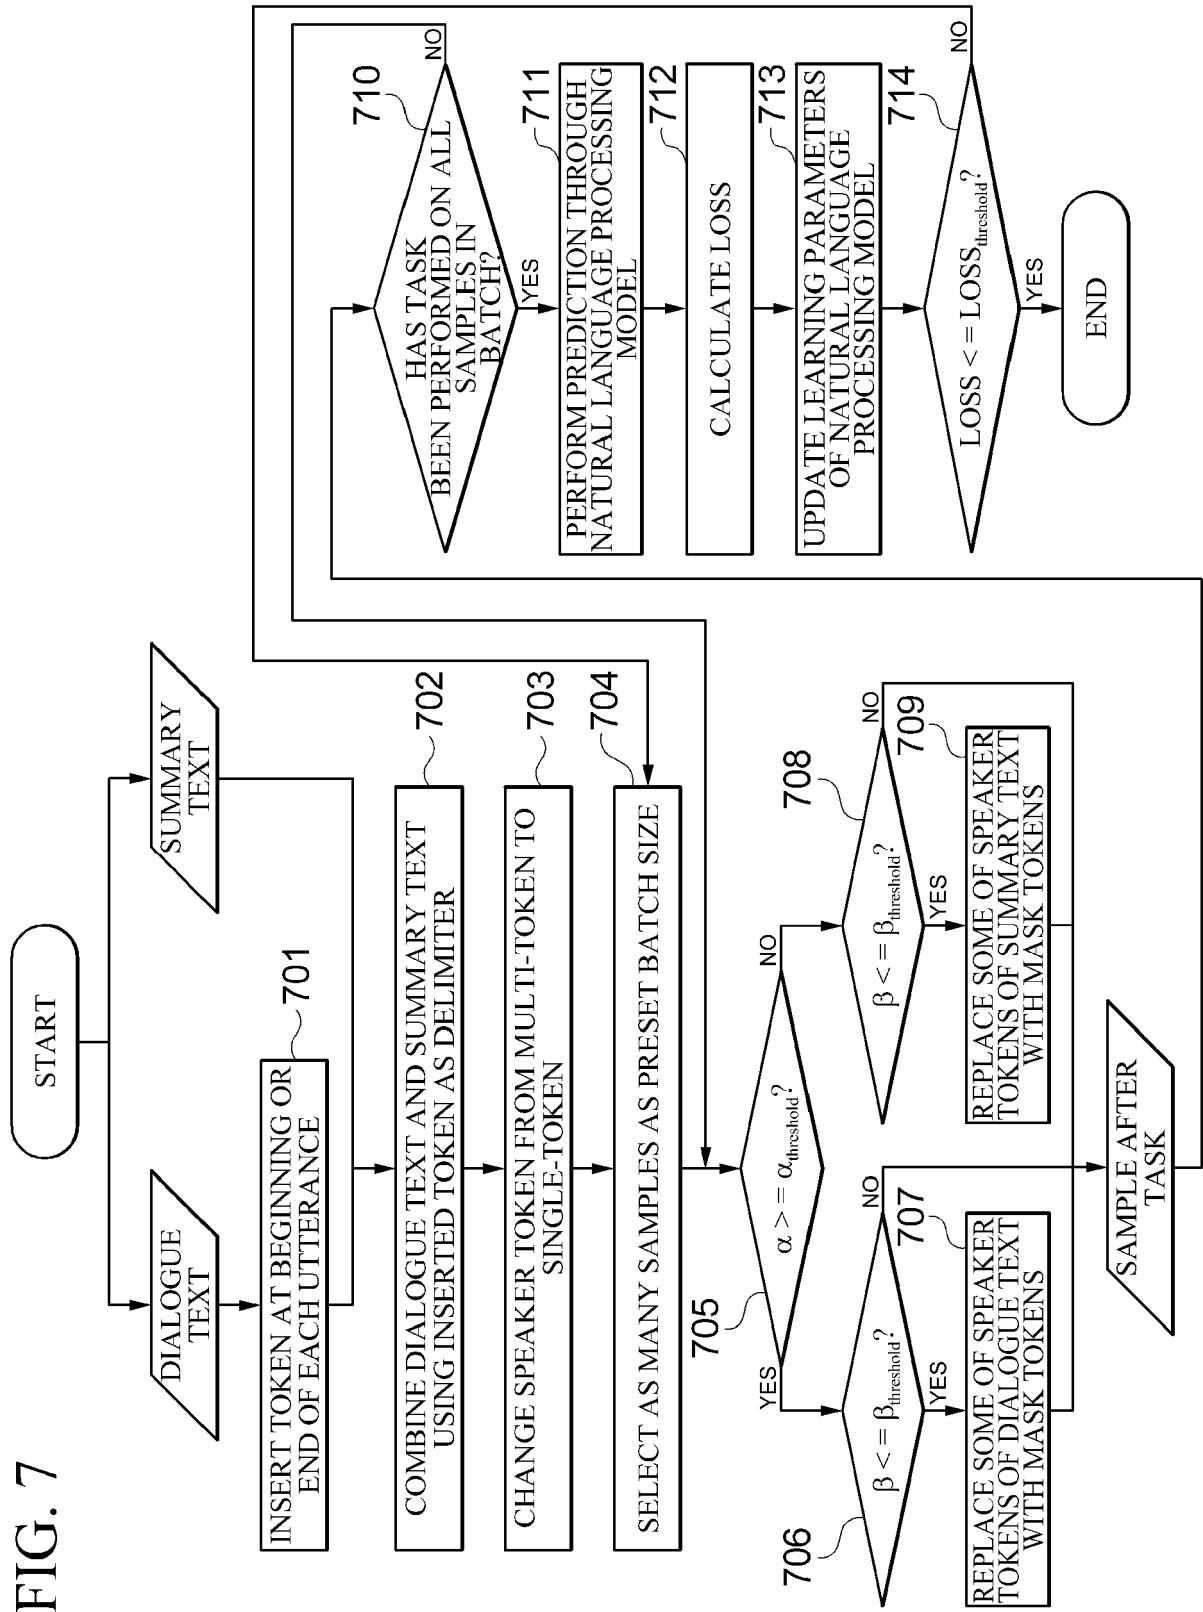 FIG. 7
START
DIALOGUE
TEXT
SUMMARY
TEXT
INSERT TOKEN AT BEGINNING OR
END OF EACH UTTERANCE
701
COMBINE DIALOGUE TEXT AND SUMMARY TEXT
USING INSERTED TOKEN AS DELIMITER
702
CHANGE SPEAKER TOKEN FROM MULTI-TOKEN TO
SINGLE-TOKEN
703
SELECT AS MANY SAMPLES AS PRESET BATCH SIZE
704
705
α >= αthreshold?
YES
NO
706
β <= βthreshold?
NO
YES
707
REPLACE SOME OF SPEAKER
TOKENS OF DIALOGUE TEXT
WITH MASK TOKENS
708
β <= βthreshold?
NO
YES
709
REPLACE SOME OF SPEAKER
TOKENS OF SUMMARY TEXT
WITH MASK TOKENS
SAMPLE AFTER
TASK
710
HAS TASK
BEEN PERFORMED ON ALL
SAMPLES IN
BATCH?
NO
YES
711
PERFORM PREDICTION THROUGH
NATURAL LANGUAGE PROCESSING
MODEL
712
CALCULATE LOSS
713
UPDATE LEARNING PARAMETERS
OF NATURAL LANGUAGE
PROCESSING MODEL
714
LOSS < = LOSSthreshold?
NO
YES
END